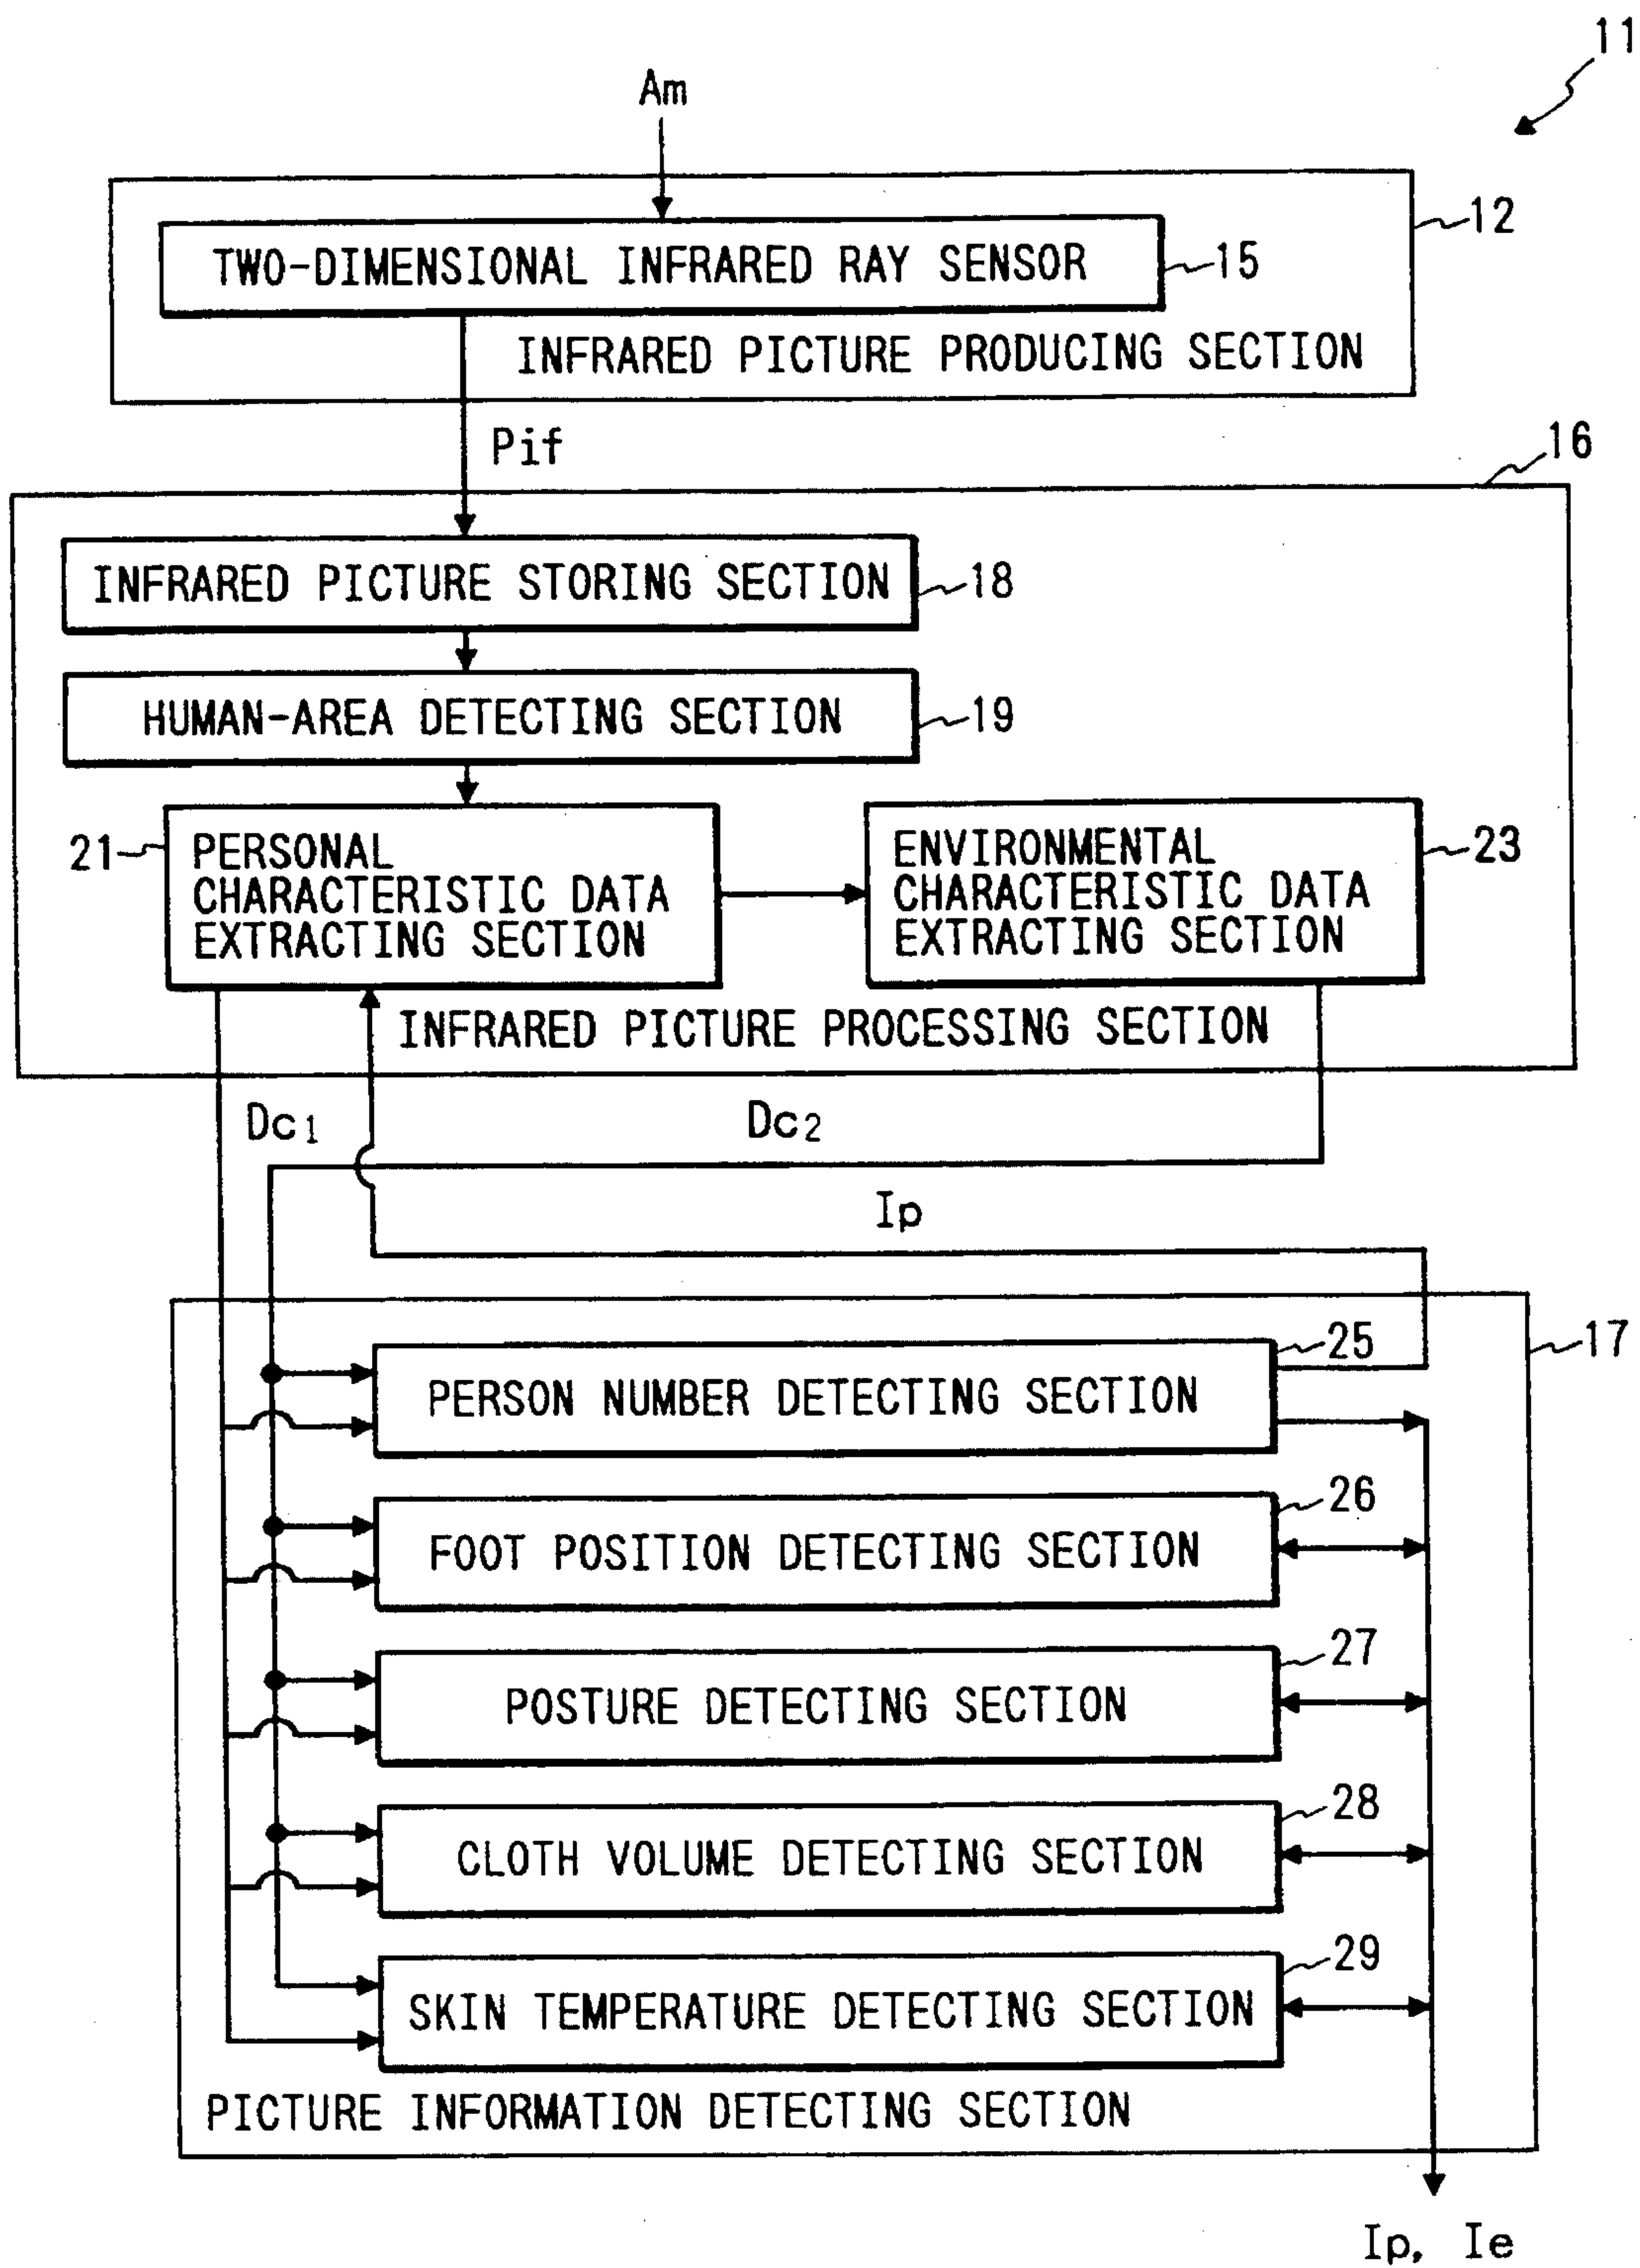 11
Am
12
TWO-DIMENSIONAL INFRARED RAY SENSOR
15
INFRARED PICTURE PRODUCING SECTION
Pif
16
INFRARED PICTURE STORING SECTION
18
HUMAN-AREA DETECTING SECTION
19
21
PERSONAL
CHARACTERISTIC DATA
EXTRACTING SECTION
ENVIRONMENTAL
CHARACTERISTIC DATA
EXTRACTING SECTION
23
INFRARED PICTURE PROCESSING SECTION
Dc1
Dc2
Ip
17
25
PERSON NUMBER DETECTING SECTION
26
FOOT POSITION DETECTING SECTION
27
POSTURE DETECTING SECTION
28
CLOTH VOLUME DETECTING SECTION
29
SKIN TEMPERATURE DETECTING SECTION
PICTURE INFORMATION DETECTING SECTION
Ip, Ie